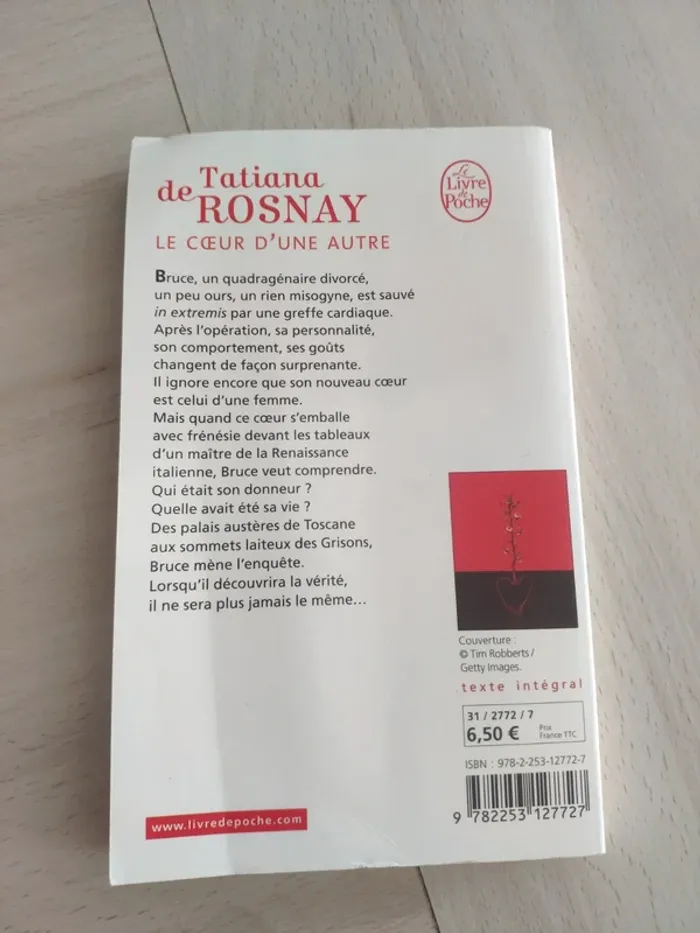 Tatiana
de ROSNAY
LE CŒUR D'UNE AUTRE
Le
Livre
de
Poche
Bruce, un quadragénaire divorcé,
un peu ours, un rien misogyne, est sauvé
in extremis par une greffe cardiaque.
Après l'opération, sa personnalité,
son comportement, ses goûts
changent de façon surprenante.
Il ignore encore que son nouveau cœur
est celui d'une femme.
Mais quand ce cœur s'emballe
avec frénésie devant les tableaux
d'un maître de la Renaissance
italienne, Bruce veut comprendre.
Qui était son donneur ?
Quelle avait été sa vie ?
Des palais austères de Toscane
aux sommets laiteux des Grisons,
Bruce mène l'enquête.
Lorsqu'il découvrira la vérité,
il ne sera plus jamais le même…
Couverture :
© Tim Robberts /
Getty Images.
texte intégral
31 / 2772 / 7
6,50 €
Prix
France TTC
ISBN : 978-2-253-12772-7
9 782253 127727
www.livredepoche.com